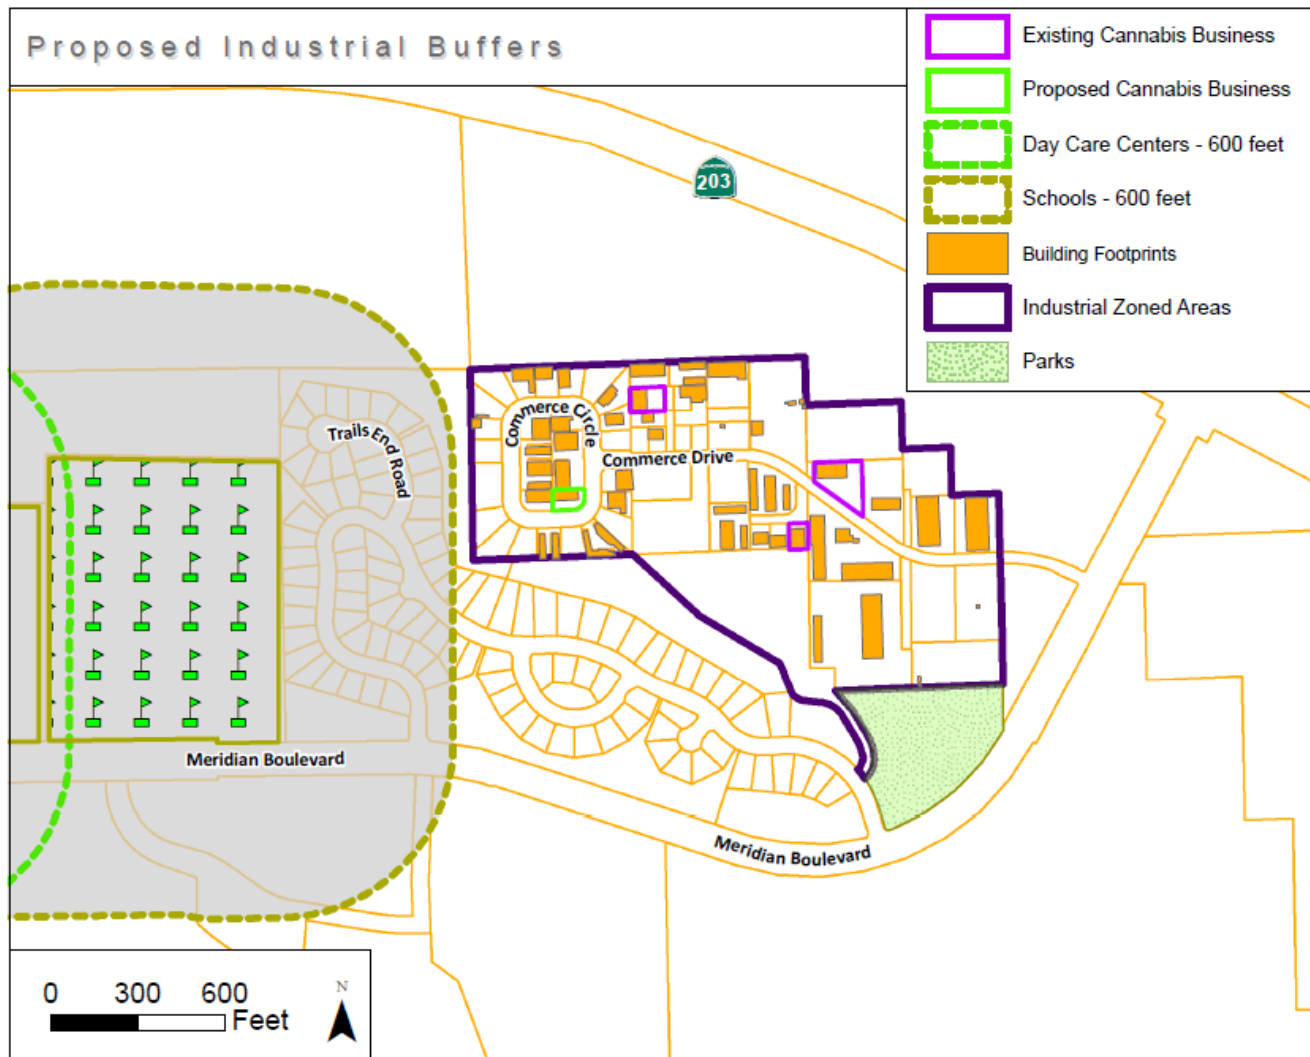 Proposed Industrial Buffers
Existing Cannabis Business
Proposed Cannabis Business
Day Care Centers - 600 feet
Schools - 600 feet
Building Footprints
Industrial Zoned Areas
Parks
203
Commerce Circle
Trails End Road
Commerce Drive
Meridian Boulevard
Meridian Boulevard
0 300 600
Feet
N